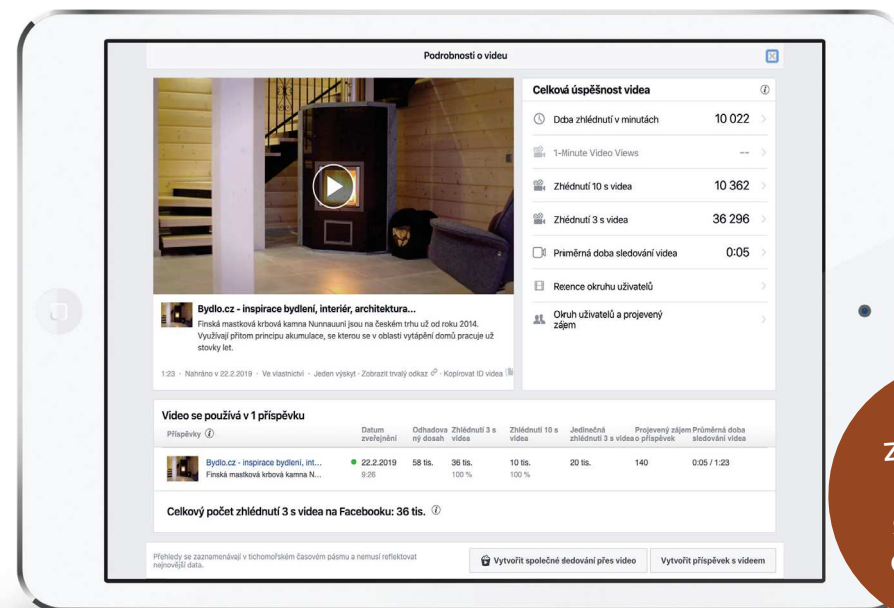 Podrobnosti o videu
Celková úspěšnost videa
Doba zhlédnutí v minutách 10 022
1-Minute Video Views --
Zhlédnutí 10 s videa 10 362
Zhlédnutí 3 s videa 36 296
Průměrná doba sledování videa 0:05
Retence okruhu uživatelů
Okruh uživatelů a projevený
zájem
Bydlo.cz - inspirace bydlení, interiér, architektura...
Finská mastková krbová kamna Nunnauuni jsou na českém trhu už od roku 2014.
Využívají přitom principu akumulace, se kterou se v oblasti vytápění domů pracuje už
stovky let.
1:23 · Nahráno v 22.2.2019 · Ve vlastnictví · Jeden výskyt · Zobrazit trvalý odkaz · Kopírovat ID videa
Video se používá v 1 příspěvku
Příspěvky
Datum
zveřejnění
Odhadova
ný dosah
Zhlédnutí 3 s
videa
Zhlédnutí 10 s
videa
Jedinečná
zhlédnutí 3 s videa
Projevený zájem
o příspěvek
Průměrná doba
sledování videa
Bydlo.cz - inspirace bydlení, int... 22.2.2019 58 tis. 36 tis. 10 tis. 20 tis. 140 0:05 / 1:23
Finská mastková krbová kamna N... 9:26 100 % 100 %
Celkový počet zhlédnutí 3 s videa na Facebooku: 36 tis.
Přehledy se zaznamenávají v tichomořském časovém pásmu a nemusí reflektovat
nejnovější data.
Vytvořit společné sledování přes video
Vytvořit příspěvek s videem